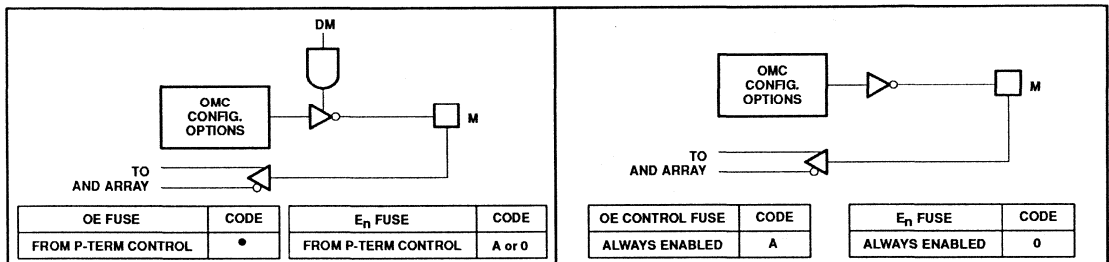 DM
OMC
CONFIG.
OPTIONS
M
TO
AND ARRAY
OE FUSE CODE
FROM P-TERM CONTROL •
En FUSE CODE
FROM P-TERM CONTROL A or 0
OMC
CONFIG.
OPTIONS
M
TO
AND ARRAY
OE CONTROL FUSE CODE
ALWAYS ENABLED A
En FUSE CODE
ALWAYS ENABLED 0